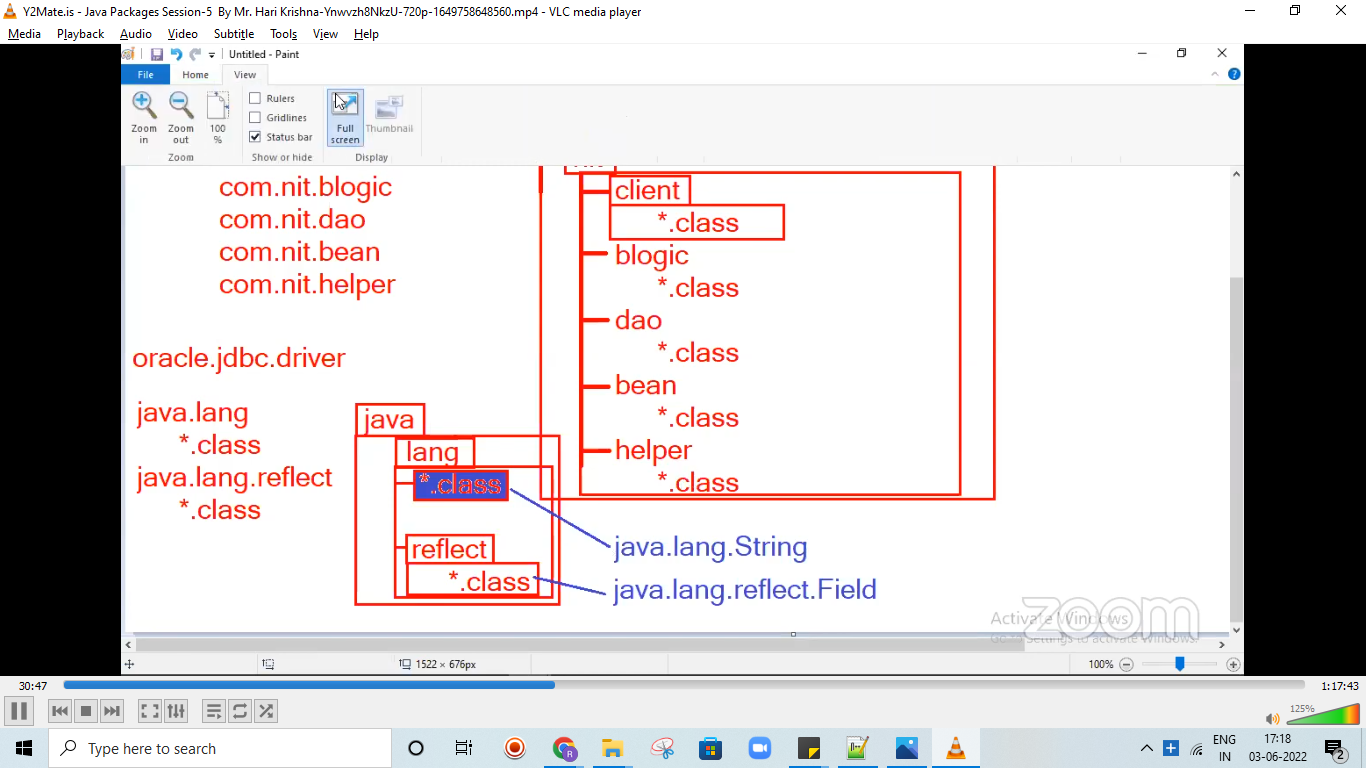 Y2Mate.is - Java Packages Session-5 By Mr. Hari Krishna-Ynwvzh8NkzU-720p-1649758648560.mp4 - VLC media player
Media Playback Audio Video Subtitle Tools View Help
Untitled - Paint
File Home View
Zoom in
Zoom out
100 %
Rulers
Gridlines
Status bar
Full screen
Thumbnail
Zoom
Show or hide
Display
com.nit.blogic
com.nit.dao
com.nit.bean
com.nit.helper
oracle.jdbc.driver
java.lang
*.class
java.lang.reflect
*.class
java
lang
*.class
reflect
*.class
client
*.class
blogic
*.class
dao
*.class
bean
*.class
helper
*.class
java.lang.String
java.lang.reflect.Field
zoom
Activate Windows
Go to Settings to activate Windows.
1522 × 676px
100%
30:47
1:17:43
125%
Type here to search
ENG
IN
17:18
03-06-2022
2